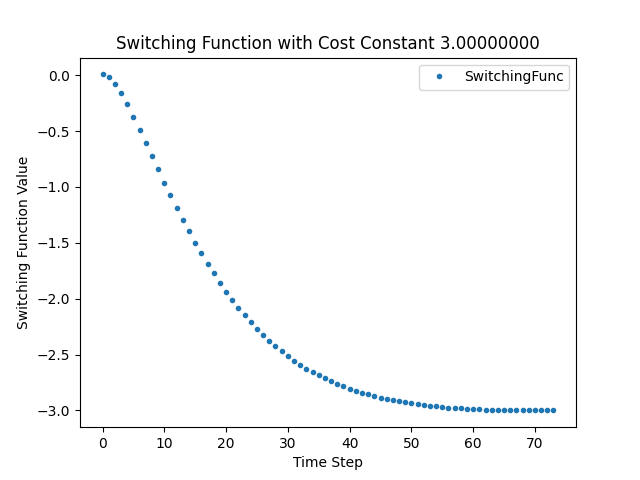 Switching Function with Cost Constant 3.00000000
SwitchingFunc
Switching Function Value
0.0
−0.5
−1.0
−1.5
−2.0
−2.5
−3.0
0 10 20 30 40 50 60 70
Time Step